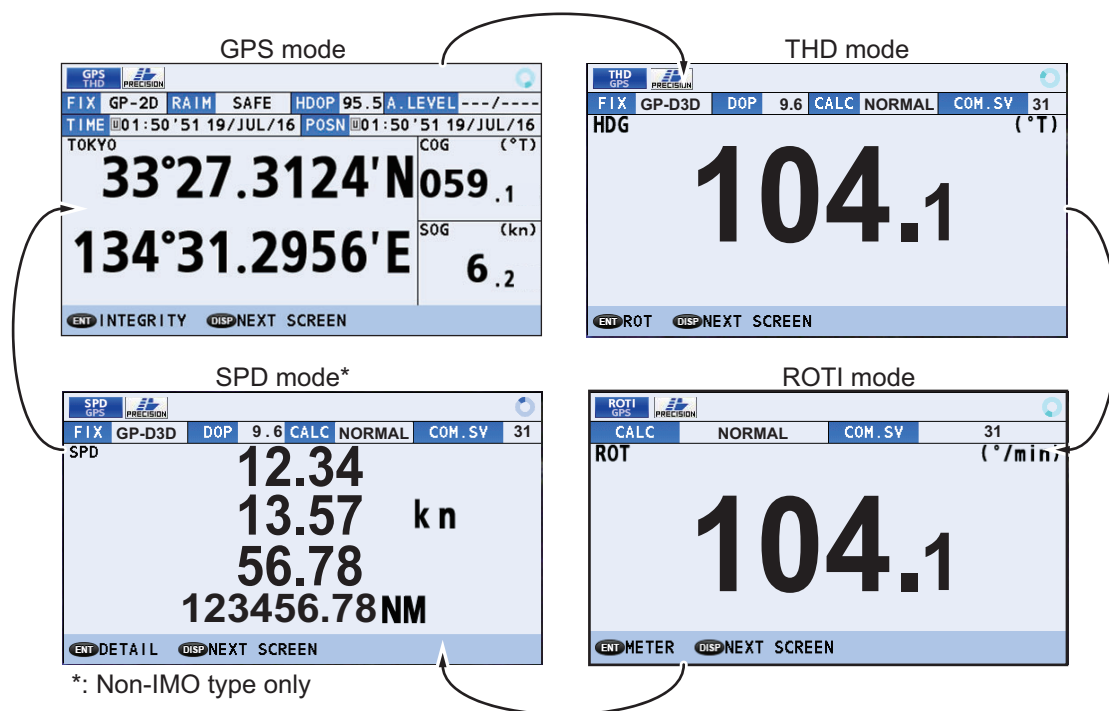 GPS mode
GPS
THD
PRECISION
FIX GP-2D RAIM SAFE HDOP 95.5 A.LEVEL ---/----
TIME U01:50'51 19/JUL/16 POSN U01:50'51 19/JUL/16
TOKYO
33°27.3124'N
134°31.2956'E
COG (°T)
059.1
SOG (kn)
6.2
ENT INTEGRITY DISP NEXT SCREEN
THD mode
THD
GPS
PRECISION
FIX GP-D3D DOP 9.6 CALC NORMAL COM.SV 31
HDG (°T)
104.1
ENT ROT DISP NEXT SCREEN
SPD mode*
SPD
GPS
PRECISION
FIX GP-D3D DOP 9.6 CALC NORMAL COM.SV 31
SPD
12.34
13.57 kn
56.78
123456.78 NM
ENT DETAIL DISP NEXT SCREEN
*: Non-IMO type only
ROTI mode
ROTI
GPS
PRECISION
CALC NORMAL COM.SV 31
ROT (°/min)
104.1
ENT METER DISP NEXT SCREEN